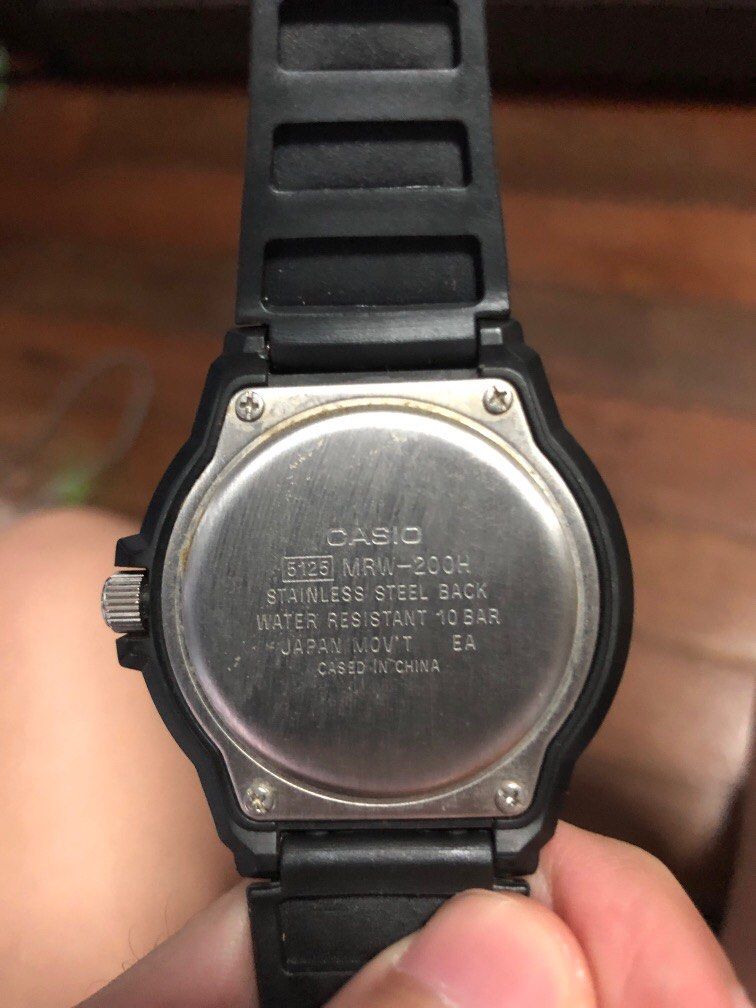 CASIO
5125 MRW-200H
STAINLESS STEEL BACK
WATER RESISTANT 10 BAR
JAPAN MOV'T EA
CASED IN CHINA